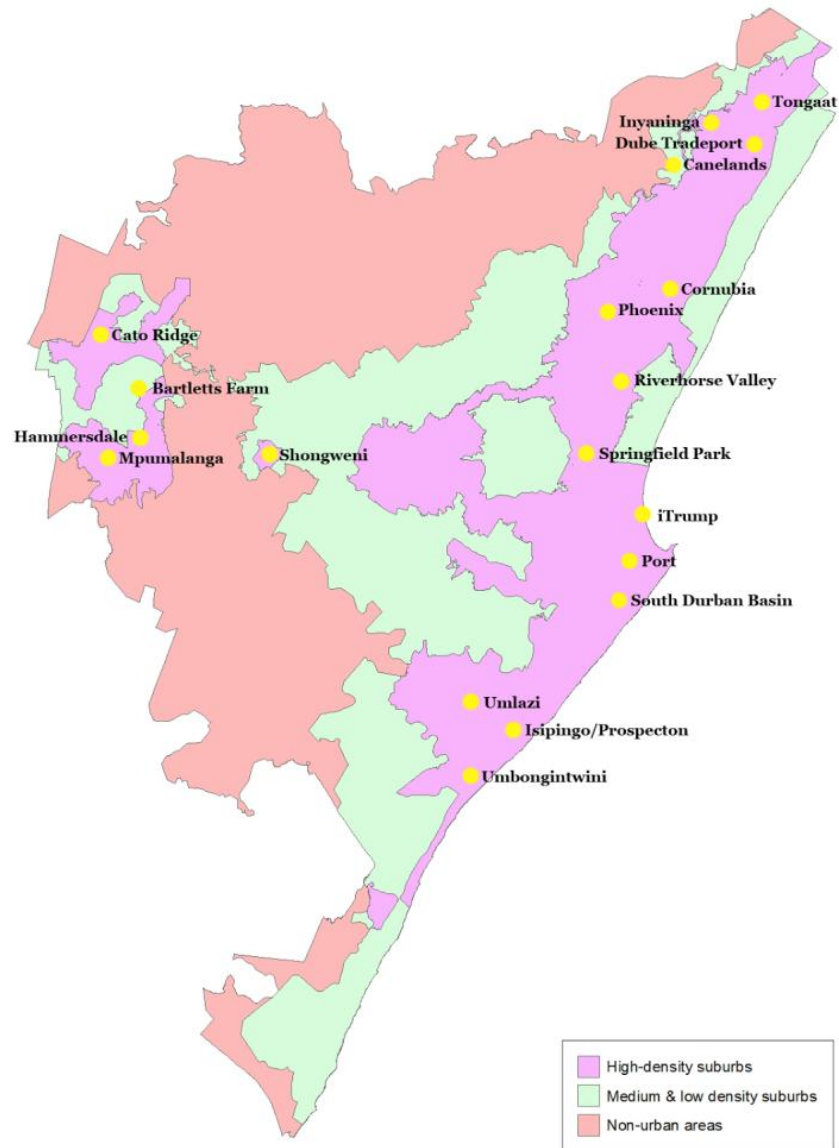 Tongaat
Inyaninga
Dube Tradeport
Canelands
Cornubia
Phoenix
Cato Ridge
Riverhorse Valley
Bartletts Farm
Hammersdale
Mpumalanga
Shongweni
Springfield Park
iTrump
Port
South Durban Basin
Umlazi
Isipingo/Prospecton
Umbongintwini
High-density suburbs
Medium & low density suburbs
Non-urban areas